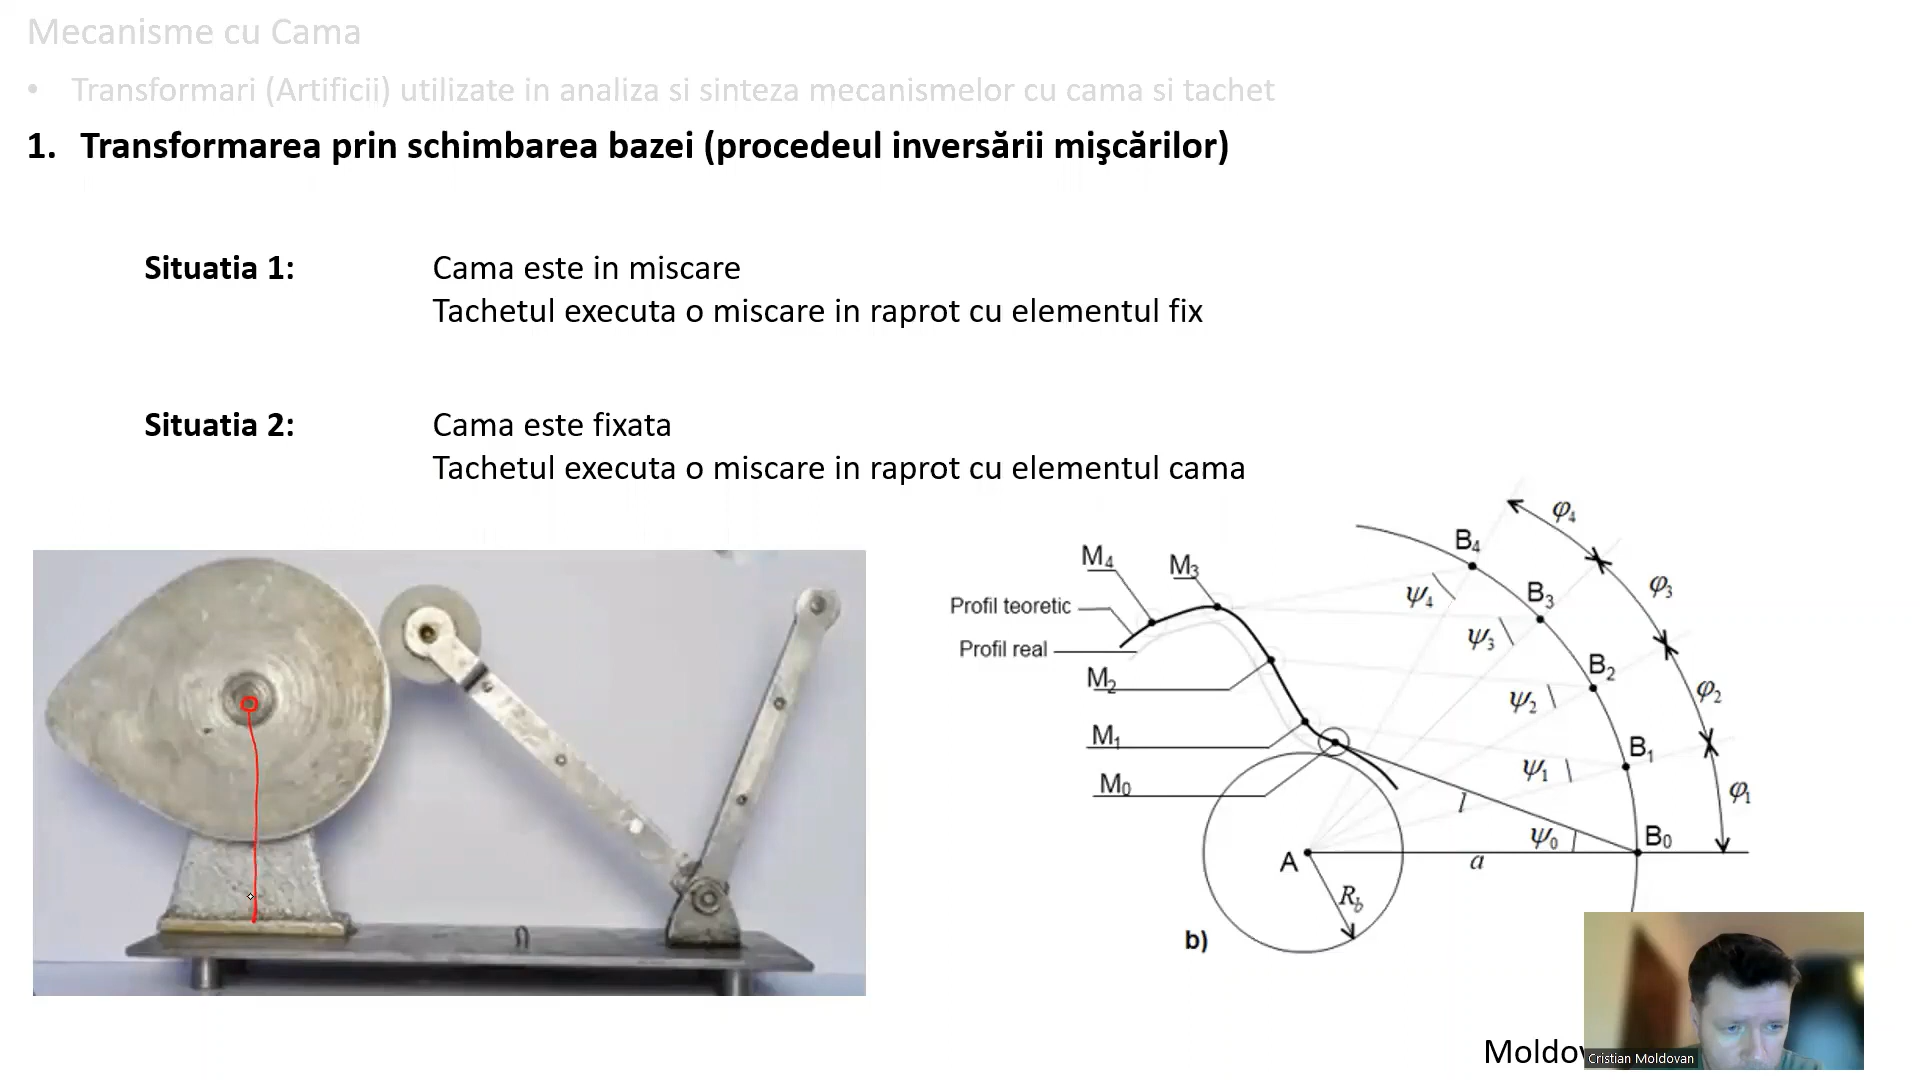 Mecanisme cu Cama
• Transformari (Artificii) utilizate in analiza si sinteza mecanismelor cu cama si tachet
1. Transformarea prin schimbarea bazei (procedeul inversării mişcărilor)
Situatia 1: Cama este in miscare
Tachetul executa o miscare in raprot cu elementul fix
Situatia 2: Cama este fixata
Tachetul executa o miscare in raprot cu elementul cama
φ4
B4
M4
M3
ψ4
B3
φ3
Profil teoretic
Profil real
ψ3
B2
M2
ψ2
φ2
M1
B1
ψ1
M0
φ1
l
ψ0
B0
A
a
Rb
b)
Cristian Moldovan